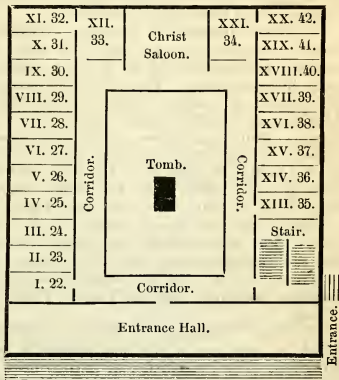 XI. 32.
XII.
33.
Christ
Saloon.
XXI.
34.
XX. 42.
X. 31.
XIX. 41.
IX. 30.
XVIII. 40.
VIII. 29.
XVII. 39.
VII. 28.
XVI. 38.
VI. 27.
XV. 37.
V. 26.
XIV. 36.
IV. 25.
XIII. 35.
III. 24.
II. 23.
I. 22.
Corridor.
Tomb.
Corridor.
Stair.
Corridor.
Entrance Hall.
Entrance.